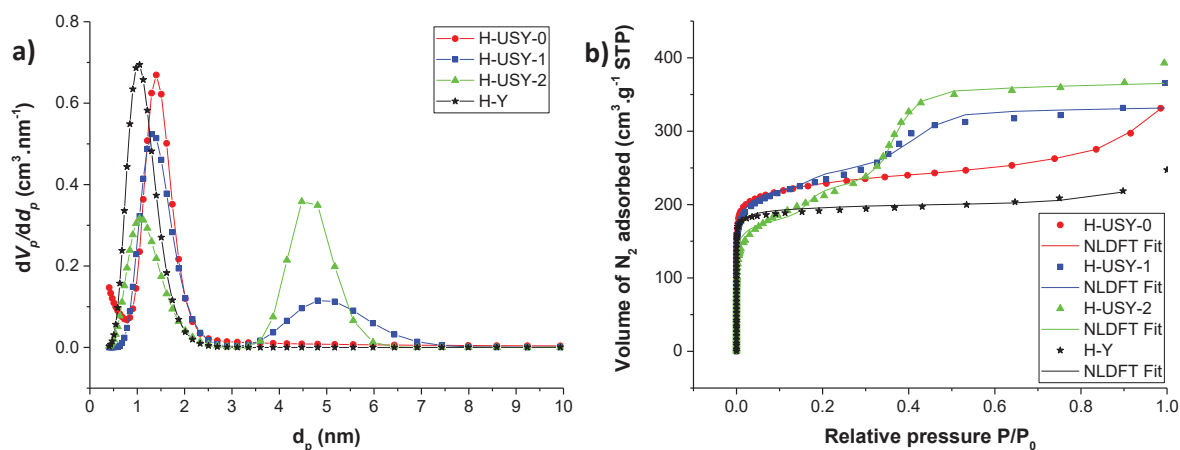 a)
0.8
0.6
0.4
0.2
0.0
dVₚ/ddₚ (cm³.nm⁻¹)
H-USY-0
H-USY-1
H-USY-2
H-Y
0 1 2 3 4 5 6 7 8 9 10
dₚ (nm)
b)
400
300
200
100
0
Volume of N₂ adsorbed (cm³.g⁻¹ STP)
H-USY-0
NLDFT Fit
H-USY-1
NLDFT Fit
H-USY-2
NLDFT Fit
H-Y
NLDFT Fit
0.0 0.2 0.4 0.6 0.8 1.0
Relative pressure P/P₀